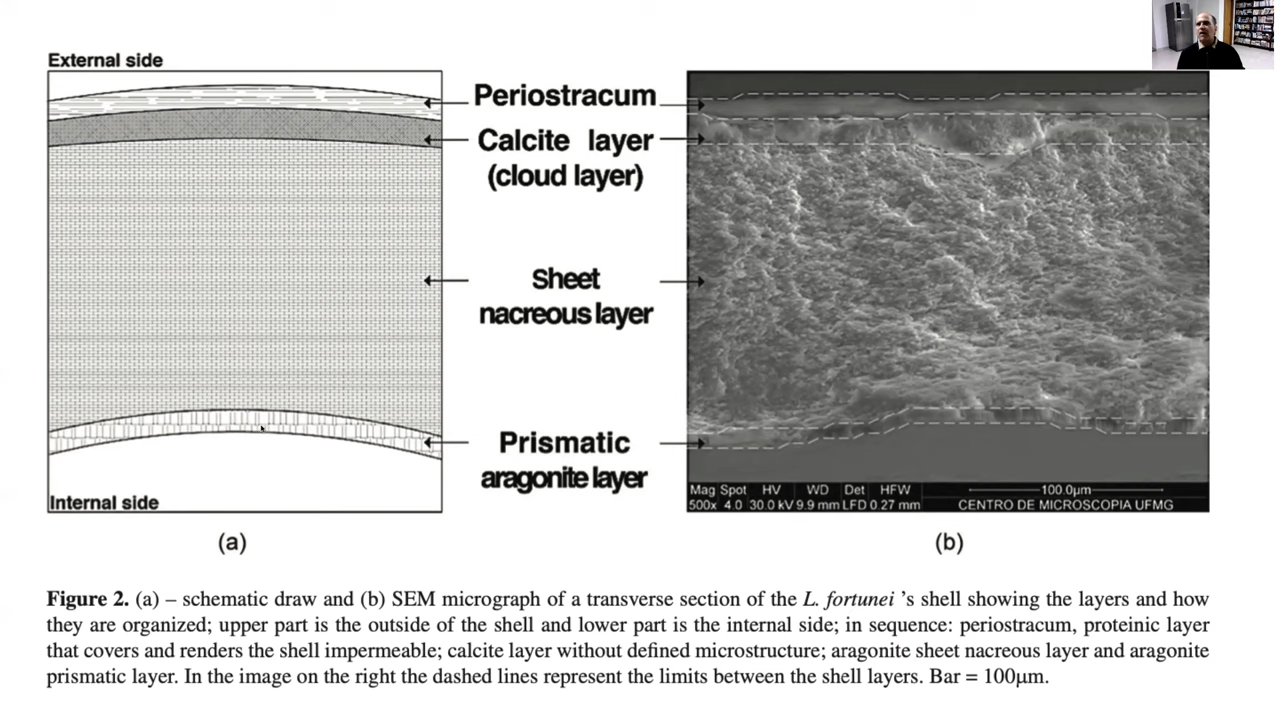 External side
Periostracum
Calcite layer
(cloud layer)
Sheet
nacreous layer
Prismatic
aragonite layer
Internal side
Mag Spot HV WD Det HFW 100.0µm
500x 4.0 30.0 kV 9.9 mm LFD 0.27 mm CENTRO DE MICROSCOPIA UFMG
(a)
(b)
Figure 2. (a) – schematic draw and (b) SEM micrograph of a transverse section of the L. fortunei ’s shell showing the layers and how
they are organized; upper part is the outside of the shell and lower part is the internal side; in sequence: periostracum, proteinic layer
that covers and renders the shell impermeable; calcite layer without defined microstructure; aragonite sheet nacreous layer and aragonite
prismatic layer. In the image on the right the dashed lines represent the limits between the shell layers. Bar = 100µm.